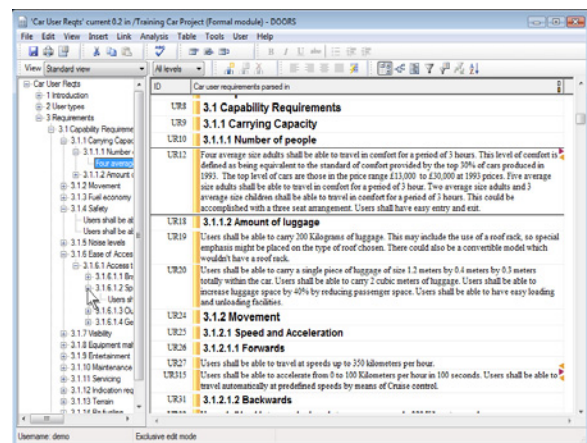 'Car User Reqts' current 0.2 in /Training Car Project (Formal module) - DOORS
File Edit View Insert Link Analysis Table Tools User Help
View Standard view All levels
Car User Reqts
1 Introduction
2 User types
3 Requirements
3.1 Capability Requireme
3.1.1 Carrying Capac
3.1.1.1 Number
Four averag
3.1.1.2 Amount
3.1.2 Movement
3.1.3 Fuel economy
3.1.4 Safety
Users shall be ab
Users shall be al
3.1.5 Noise levels
3.1.6 Ease of Acces
3.1.6.1 Access t
3.1.6.1.1 Bro
3.1.6.1.2 Sp
Users sh
3.1.6.1.3 Ou
3.1.6.1.4 Ge
3.1.7 Visibility
3.1.8 Equipment mal
3.1.9 Entertainment
3.1.10 Maintenance
3.1.11 Servicing
3.1.12 Indication req
3.1.13 Terrain
ID Car user requirements parsed in
UR8 3.1 Capability Requirements
UR9 3.1.1 Carrying Capacity
UR10 3.1.1.1 Number of people
UR12 Four average size adults shall be able to travel in comfort for a period of 3 hours. This level of comfort is
defined as being equivalent to the standard of comfort provided by the top 30% of cars produced in
1993. The top level of cars are those in the price range £13,000 to £30,000 at 1993 prices. Five average
size adults shall be able to travel in comfort for a period of 3 hour. Two average size adults and 3
average size children shall be able to travel in comfort for a period of 3 hours. This could be
accomplished with a three seat arrangement. Users shall have easy entry and exit.
UR18 3.1.1.2 Amount of luggage
UR19 Users shall be able to carry 200 Kilograms of luggage. This may include the use of a roof rack, so special
emphasis might be placed on the type of roof chosen. There could also be a convertible model which
wouldn't have a roof rack.
UR20 Users shall be able to carry a single piece of luggage of size 1.2 meters by 0.4 meters by 0.3 meters
totally within the car. Users shall be able to carry 2 cubic meters of luggage. Users shall be able to
increase luggage space by 40% by reducing passenger space. Users shall be able to have easy loading
and unloading facilities.
UR24 3.1.2 Movement
UR25 3.1.2.1 Speed and Acceleration
UR26 3.1.2.1.1 Forwards
UR27 Users shall be able to travel at speeds up to 350 kilometers per hour.
UR315 Users shall be able to accelerate from 0 to 100 Kilometers per hour in 100 seconds. Users shall be able to
travel automatically at predefined speeds by means of Cruise control.
UR31 3.1.2.1.2 Backwards
Username: demo Exclusive edit mode